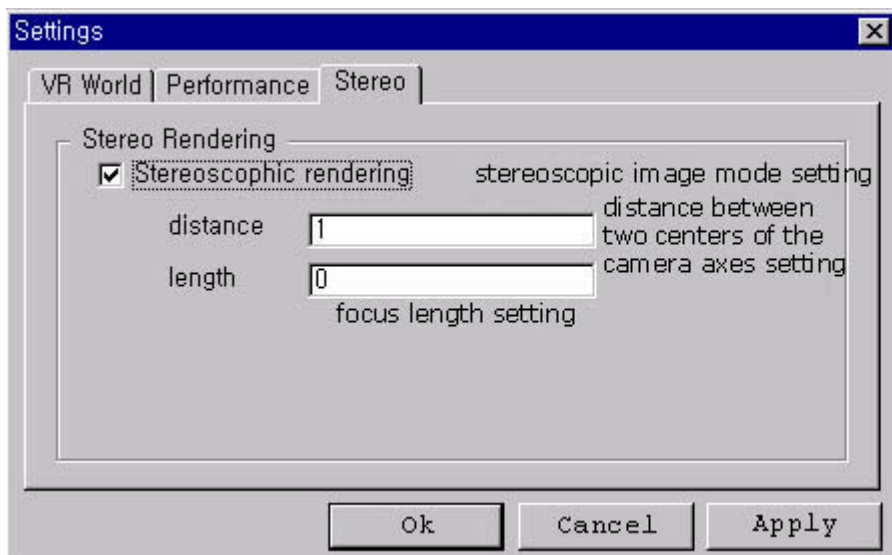 Settings
VR World Performance Stereo
Stereo Rendering
Stereoscophic rendering stereoscopic image mode setting
distance 1 distance between
two centers of the
camera axes setting
length 0
focus length setting
Ok Cancel Apply